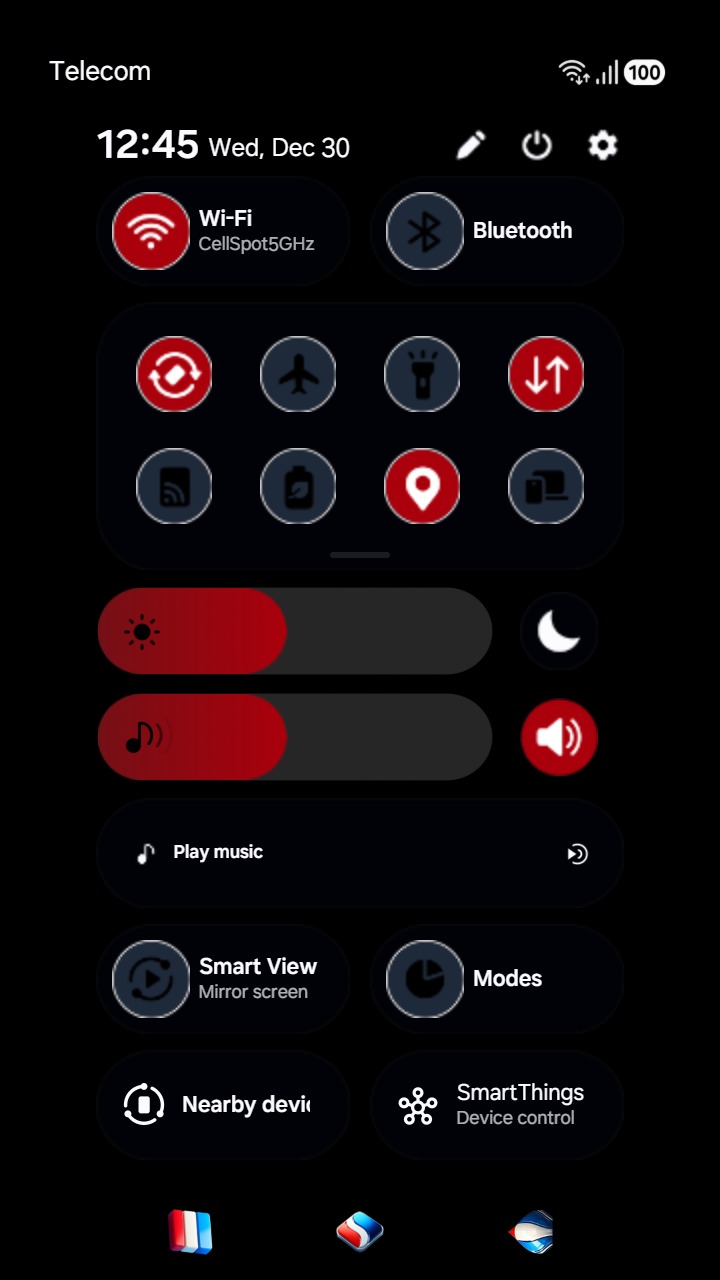 Telecom
100
12:45 Wed, Dec 30
Wi-Fi
CellSpot5GHz
Bluetooth
Play music
Smart View
Mirror screen
Modes
Nearby devi
SmartThings
Device control